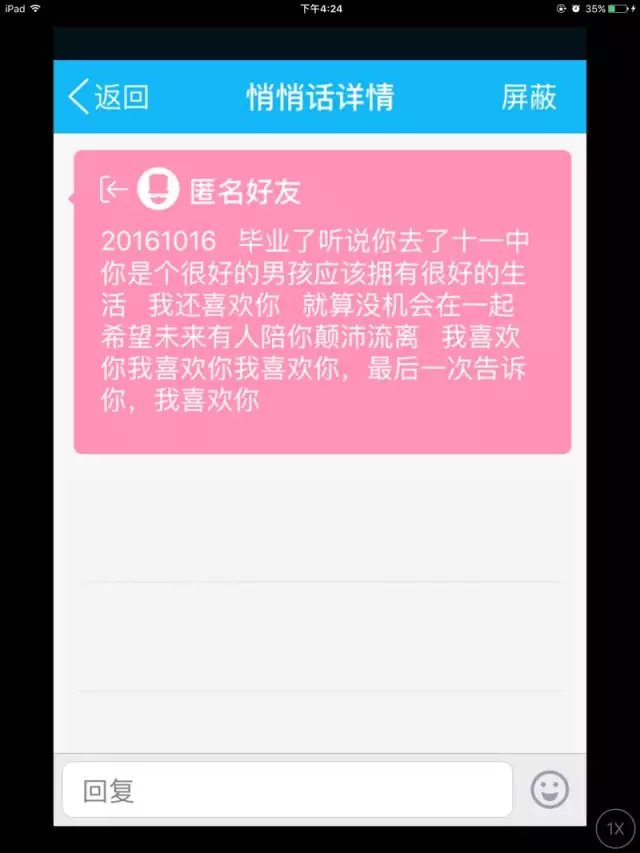 iPad 下午4:24 35%
返回 悄悄话详情 屏蔽
匿名好友
20161016 毕业了听说你去了十一中
你是个很好的男孩应该拥有很好的生
活 我还喜欢你 就算没机会在一起
希望未来有人陪你颠沛流离 我喜欢
你我喜欢你我喜欢你，最后一次告诉
你，我喜欢你
回复
1X